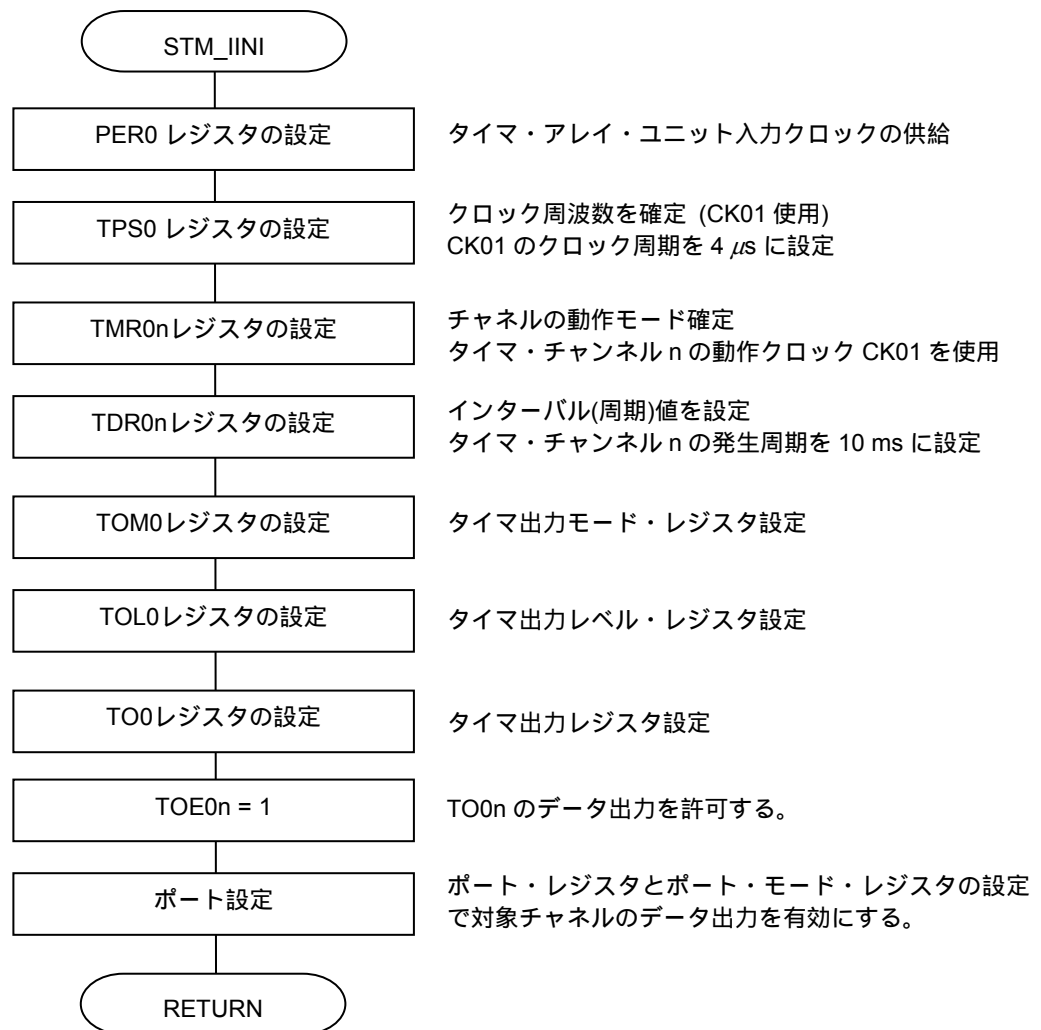 STM_IINI
PER0 レジスタの設定
タイマ・アレイ・ユニット入力クロックの供給
TPS0 レジスタの設定
クロック周波数を確定 (CK01 使用)
CK01 のクロック周期を 4 μs に設定
TMR0nレジスタの設定
チャネルの動作モード確定
タイマ・チャンネル n の動作クロック CK01 を使用
TDR0nレジスタの設定
インターバル(周期)値を設定
タイマ・チャンネル n の発生周期を 10 ms に設定
TOM0レジスタの設定
タイマ出力モード・レジスタ設定
TOL0レジスタの設定
タイマ出力レベル・レジスタ設定
TO0レジスタの設定
タイマ出力レジスタ設定
TOE0n = 1
TO0n のデータ出力を許可する。
ポート設定
ポート・レジスタとポート・モード・レジスタの設定
で対象チャネルのデータ出力を有効にする。
RETURN